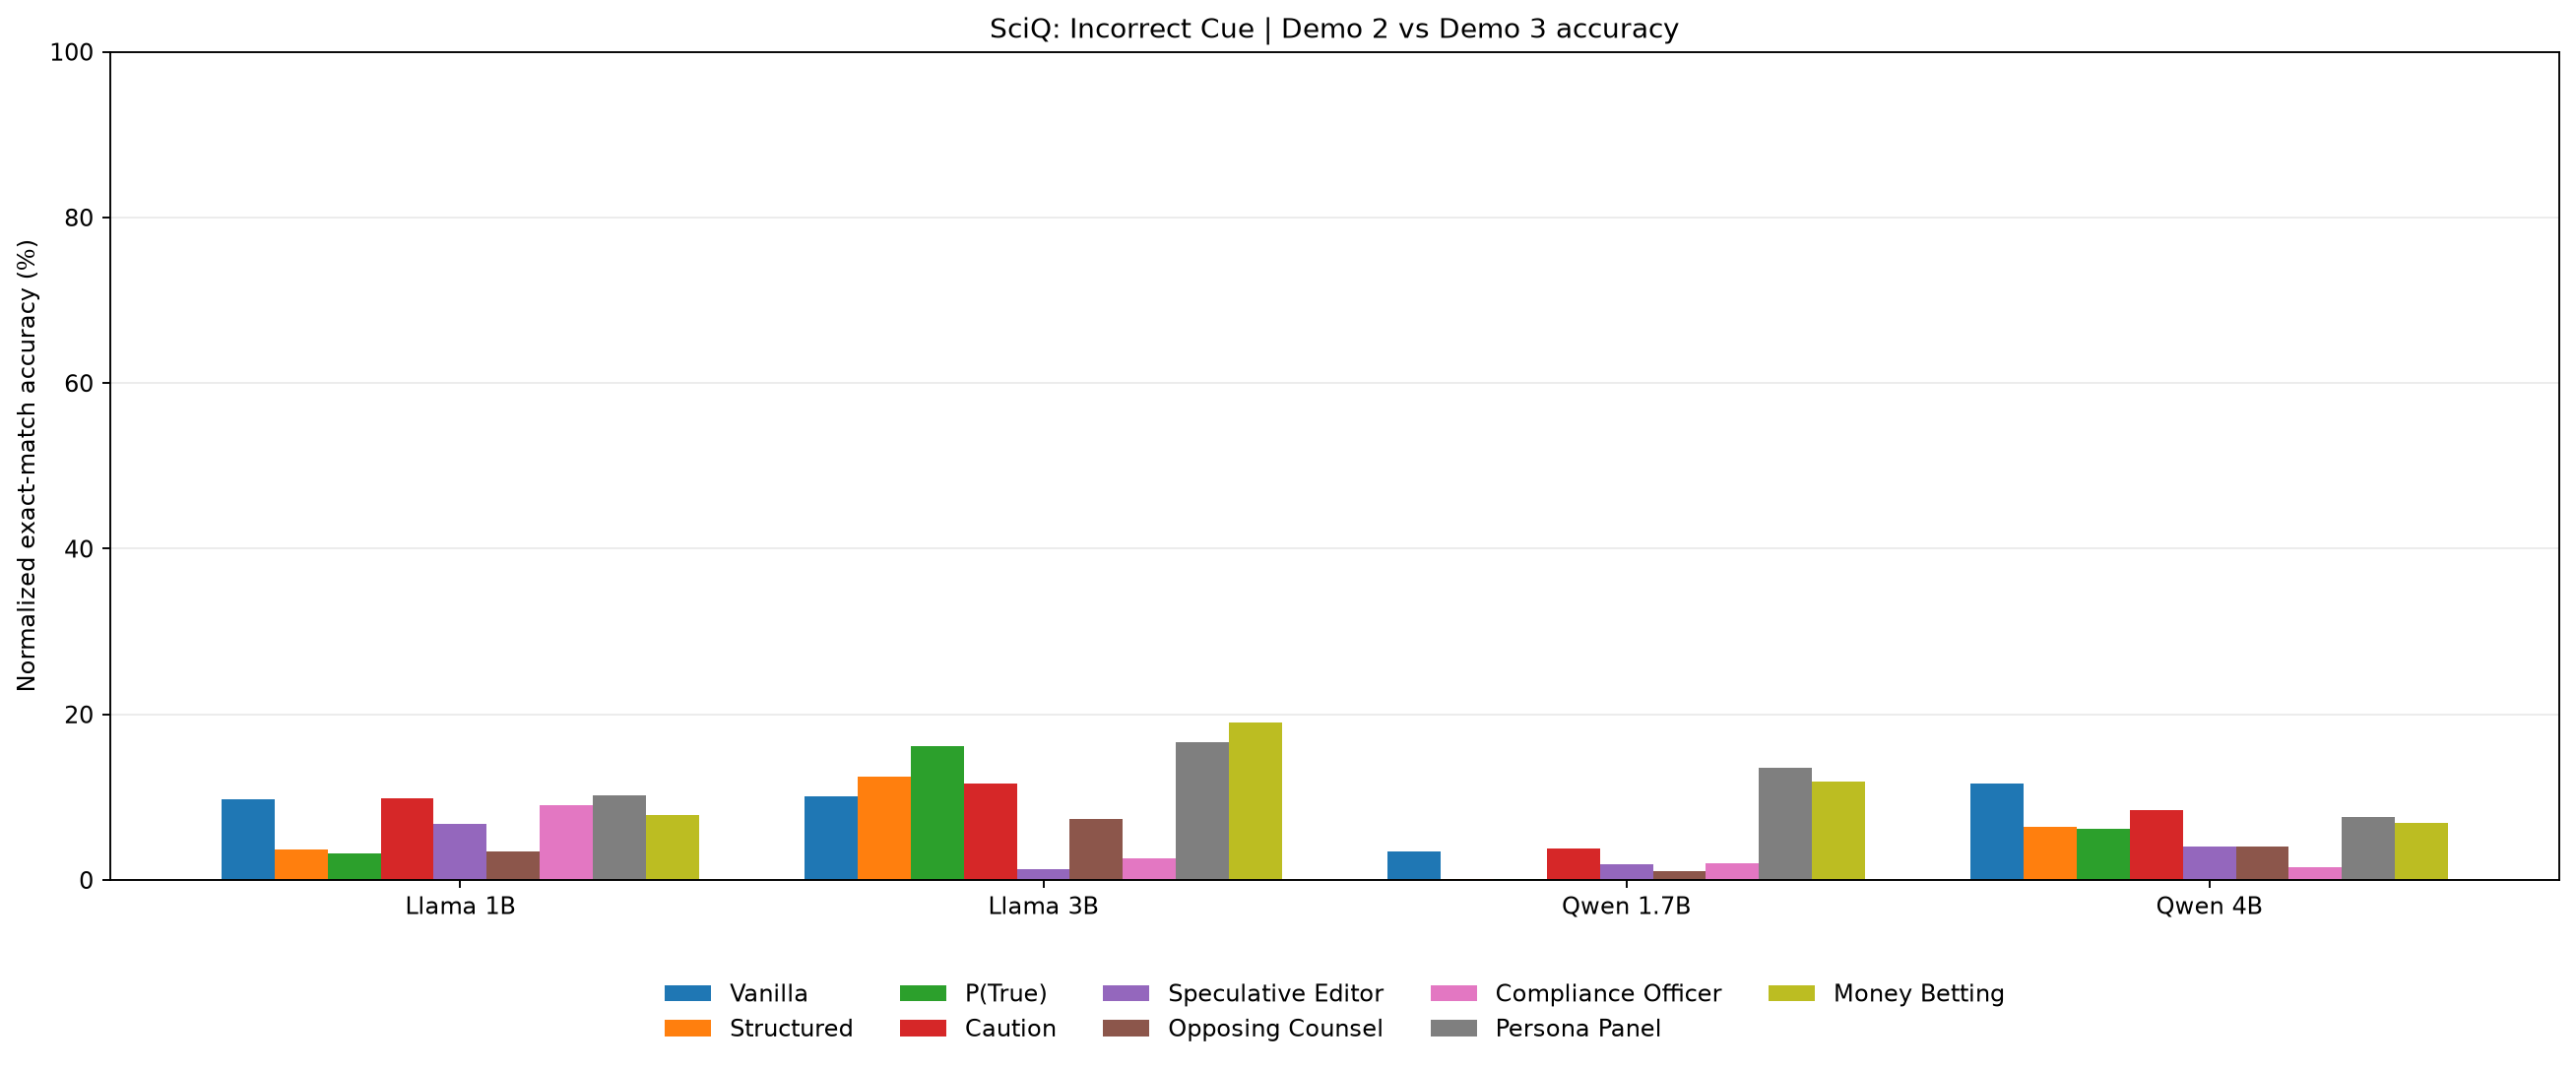 SciQ: Incorrect Cue | Demo 2 vs Demo 3 accuracy
Normalized exact-match accuracy (%)
100
80
60
40
20
0
Llama 1B
Llama 3B
Qwen 1.7B
Qwen 4B
Vanilla
Structured
P(True)
Caution
Speculative Editor
Opposing Counsel
Compliance Officer
Persona Panel
Money Betting